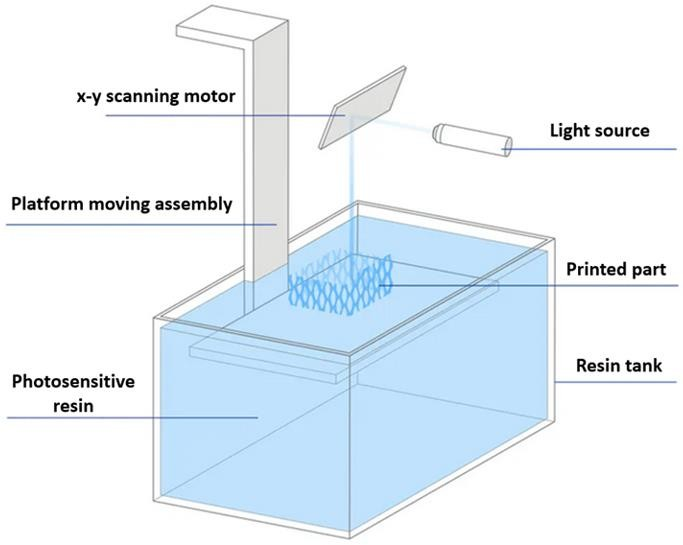 x-y scanning motor
Light source
Platform moving assembly
Printed part
Resin tank
Photosensitive
resin